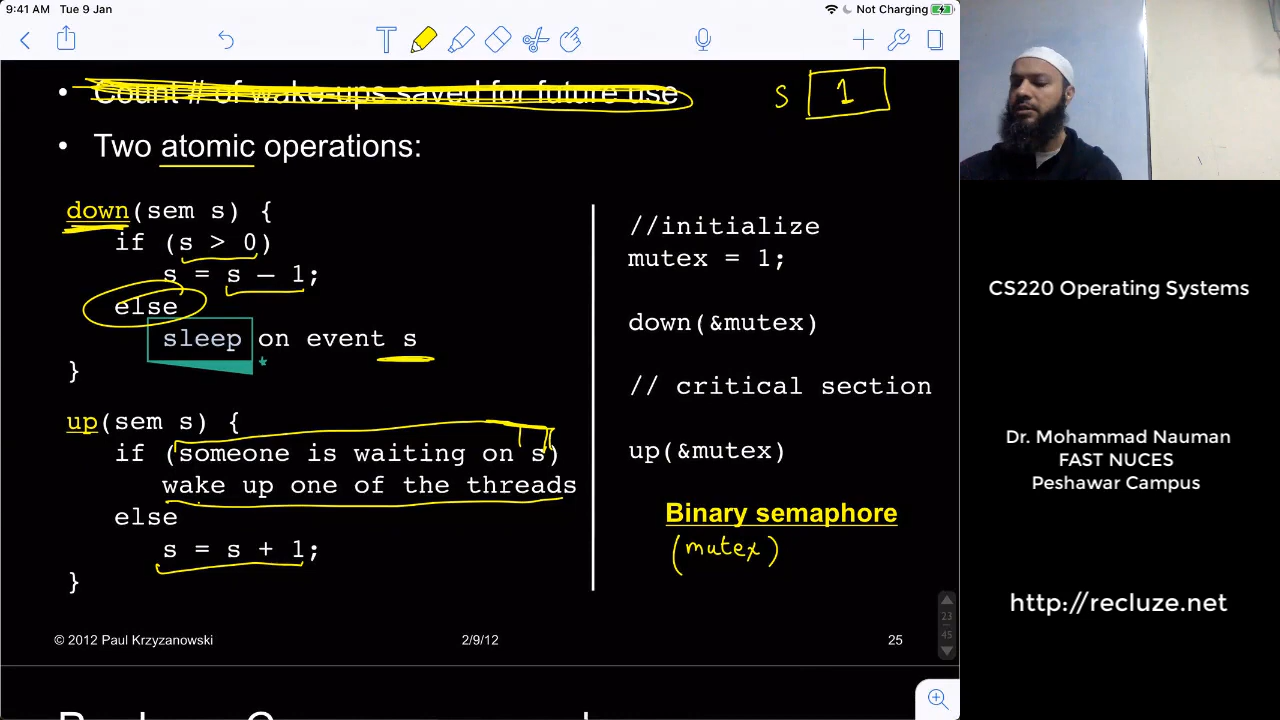 9:41 AM Tue 9 Jan
Not Charging
• Count # of wake-ups saved for future use
S 1
• Two atomic operations:
down(sem s) {
if (s > 0)
s = s – 1;
else
sleep on event s
}
up(sem s) {
if (someone is waiting on s)
wake up one of the threads
else
s = s + 1;
}
//initialize
mutex = 1;
down(&mutex)
// critical section
up(&mutex)
Binary semaphore
(mutex)
© 2012 Paul Krzyzanowski
2/9/12
25
23
45
CS220 Operating Systems
Dr. Mohammad Nauman
FAST NUCES
Peshawar Campus
http://recluze.net